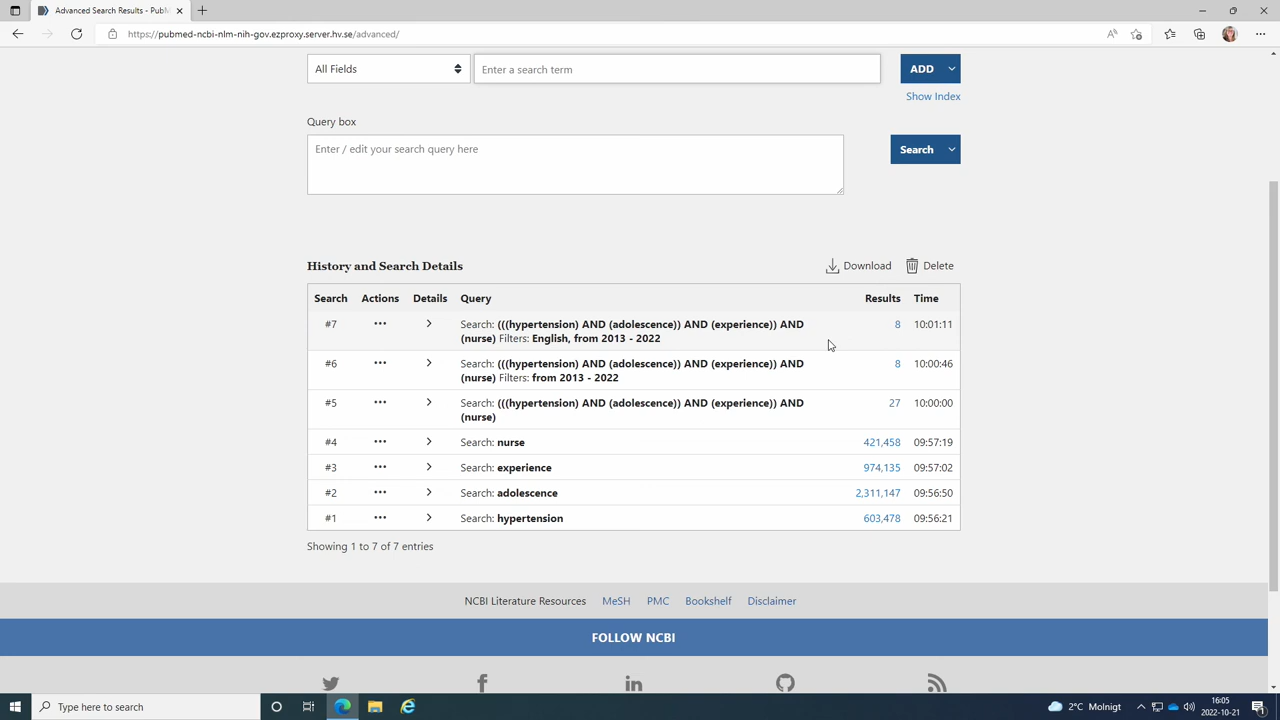 Advanced Search Results - PubM
https://pubmed-ncbi-nlm-nih-gov.ezproxy.server.hv.se/advanced/
All Fields
Enter a search term
ADD
Show Index
Query box
Enter / edit your search query here
Search
History and Search Details
Download
Delete
Search Actions Details Query Results Time
#7 ··· Search: (((hypertension) AND (adolescence)) AND (experience)) AND 8 10:01:11
(nurse) Filters: English, from 2013 - 2022
#6 ··· Search: (((hypertension) AND (adolescence)) AND (experience)) AND 8 10:00:46
(nurse) Filters: from 2013 - 2022
#5 ··· Search: (((hypertension) AND (adolescence)) AND (experience)) AND 27 10:00:00
(nurse)
#4 ··· Search: nurse 421,458 09:57:19
#3 ··· Search: experience 974,135 09:57:02
#2 ··· Search: adolescence 2,311,147 09:56:50
#1 ··· Search: hypertension 603,478 09:56:21
Showing 1 to 7 of 7 entries
NCBI Literature Resources MeSH PMC Bookshelf Disclaimer
FOLLOW NCBI
Type here to search
2°C Molnigt
16:05
2022-10-21